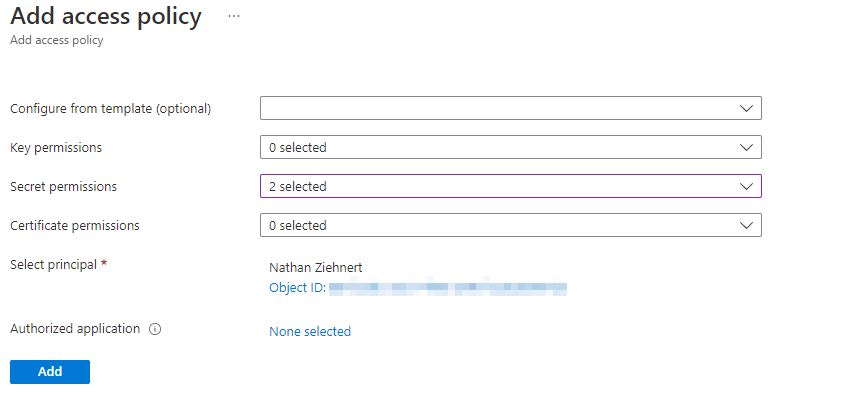 Add access policy ...
Add access policy
Configure from template (optional)
Key permissions 0 selected
Secret permissions 2 selected
Certificate permissions 0 selected
Select principal * Nathan Ziehnert
Object ID:
Authorized application None selected
Add